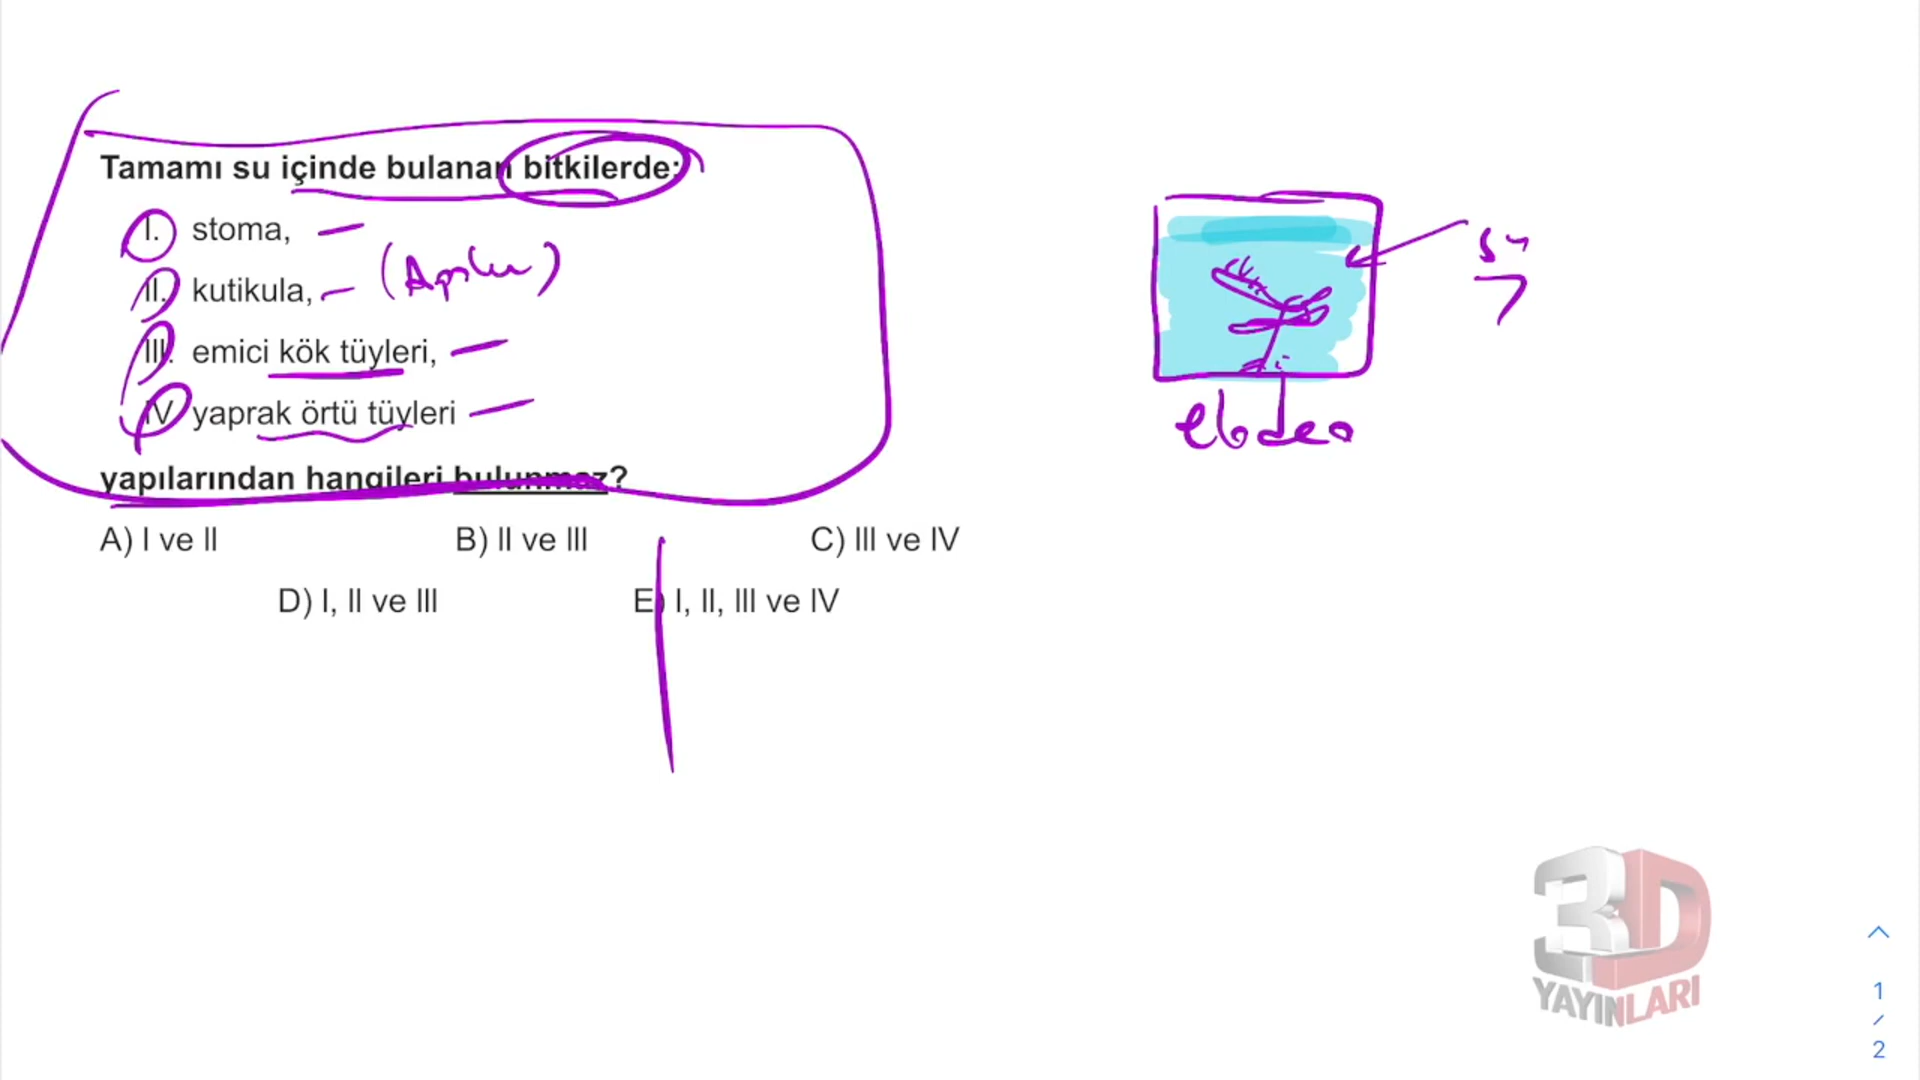 Tamamı su içinde bulanan bitkilerde;
I. stoma,
II. kutikula,
III. emici kök tüyleri,
IV yaprak örtü tüyleri
yapılarından hangileri bulunmaz?
A) I ve II
B) II ve III
C) III ve IV
D) I, II ve III
E) I, II, III ve IV
su
elodea
3D
YAYINLARI
1
/
2